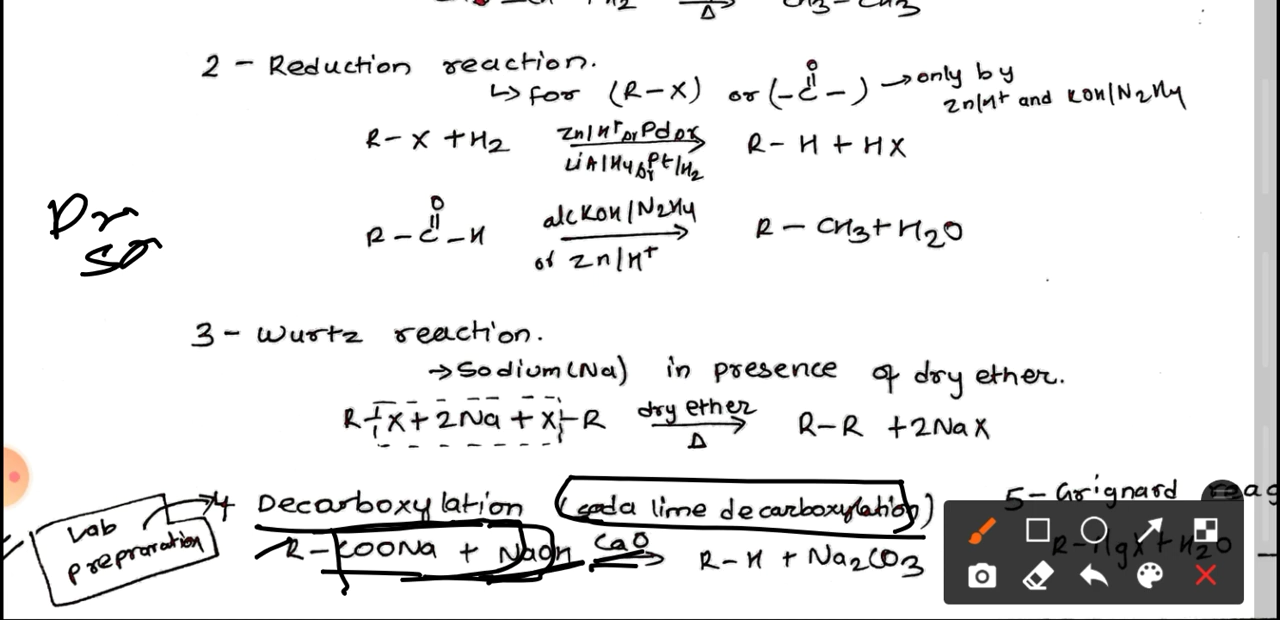 2 - Reduction reaction.
↳ for (R-X) or (-C-) → only by
O
Zn/H+ and KOH/N2H4
R-X + H2 Zn/H+ or Pd or R-H + HX
LiAlH4 or Pt/H2
O
R-C-H alc KOH/N2H4 R-CH3 + H2O
or Zn/H+
3 - Wurtz reaction.
→ Sodium (Na) in presence of dry ether.
R-X + 2Na + X-R dry ether R-R + 2NaX
Δ
4 Decarboxylation (soda lime decarboxylation)
5 - Grignard reag
Lab
prepraration
R-COONa + NaOH CaO → R-H + Na2CO3
R-MgX + H2O